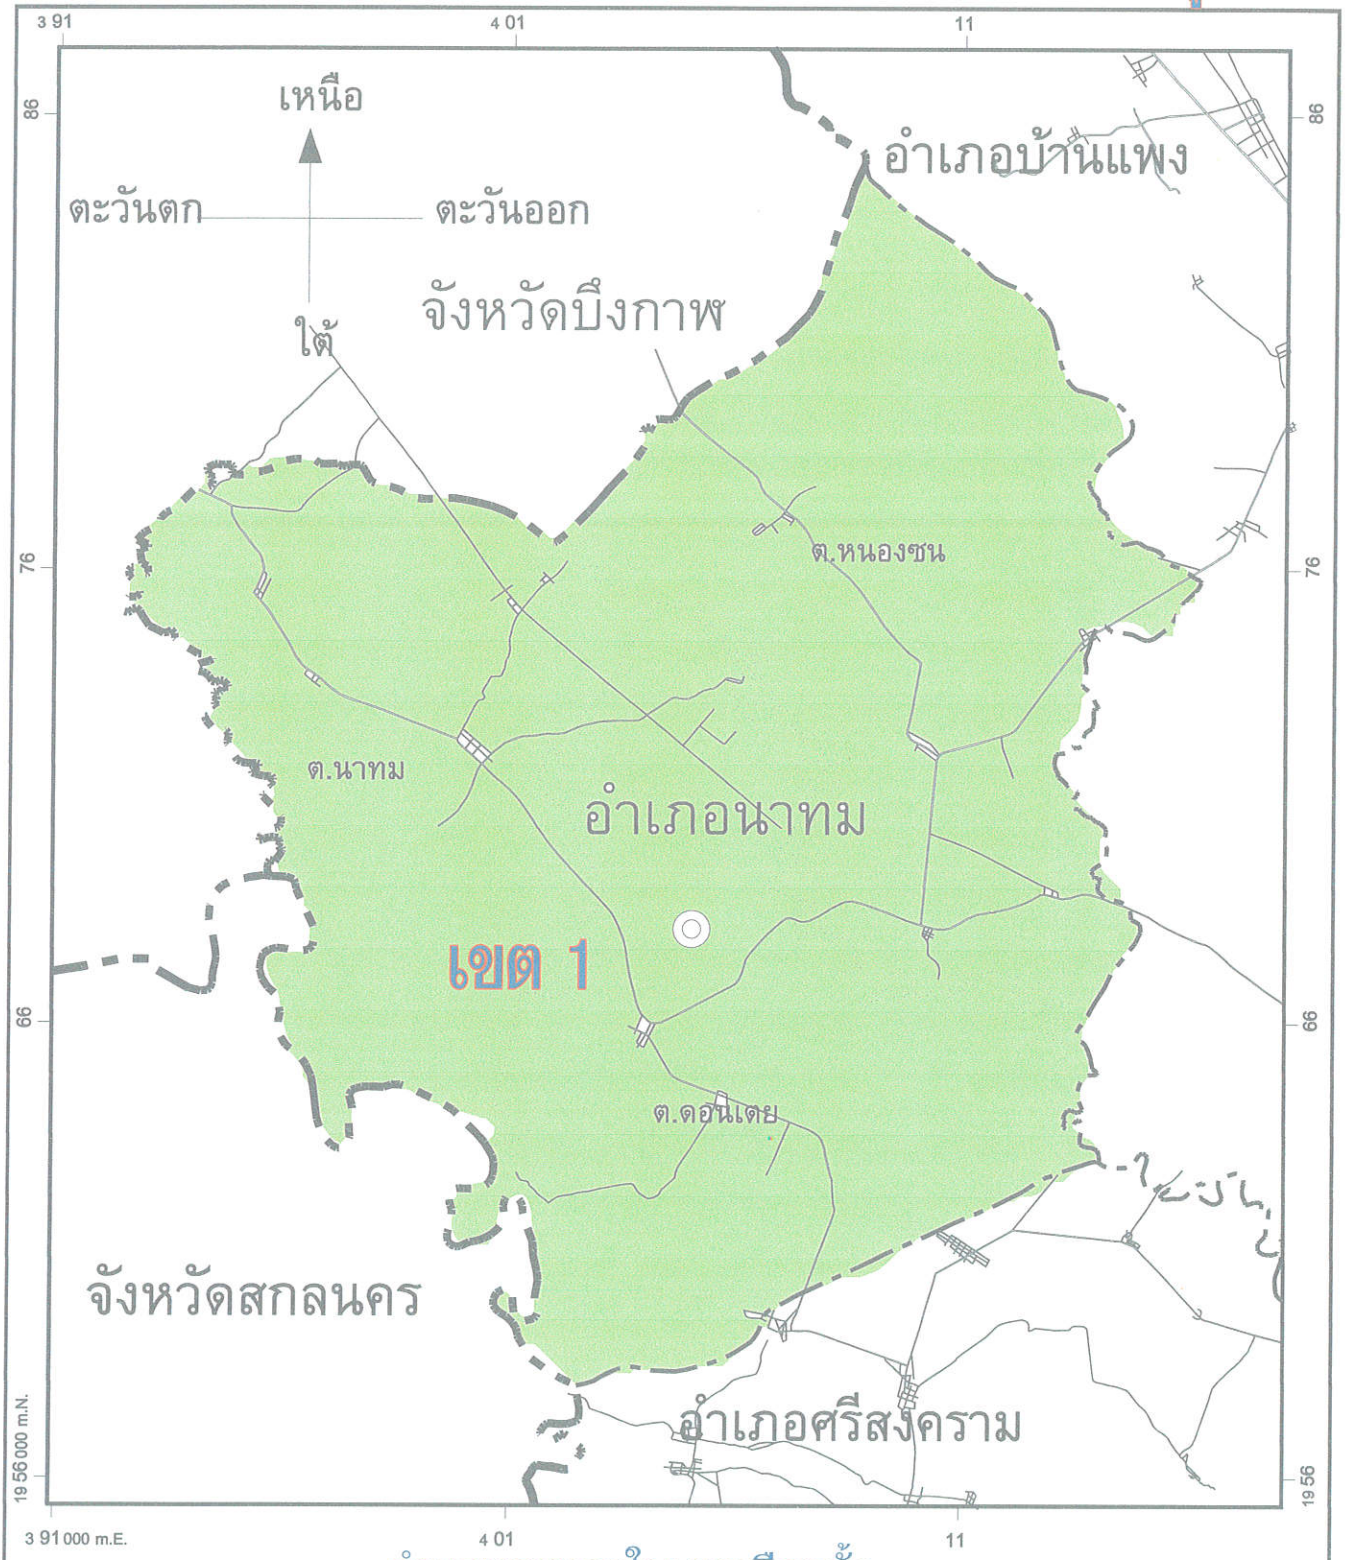 3 91 4 01 11
86 เหนือ 86
อำเภอบ้านแพง
ตะวันตก ตะวันออก
จังหวัดบึงกาฬ
ใต้
76 ต.หนองซน 76
ต.นาทม
อำเภอนาทม
เขต 1
66 66
ต.ดอนเตย
จังหวัดสกลนคร
อำเภอศรีสงคราม
19 56 000 m.N. 19 56
3 91 000 m.E. 4 01 11